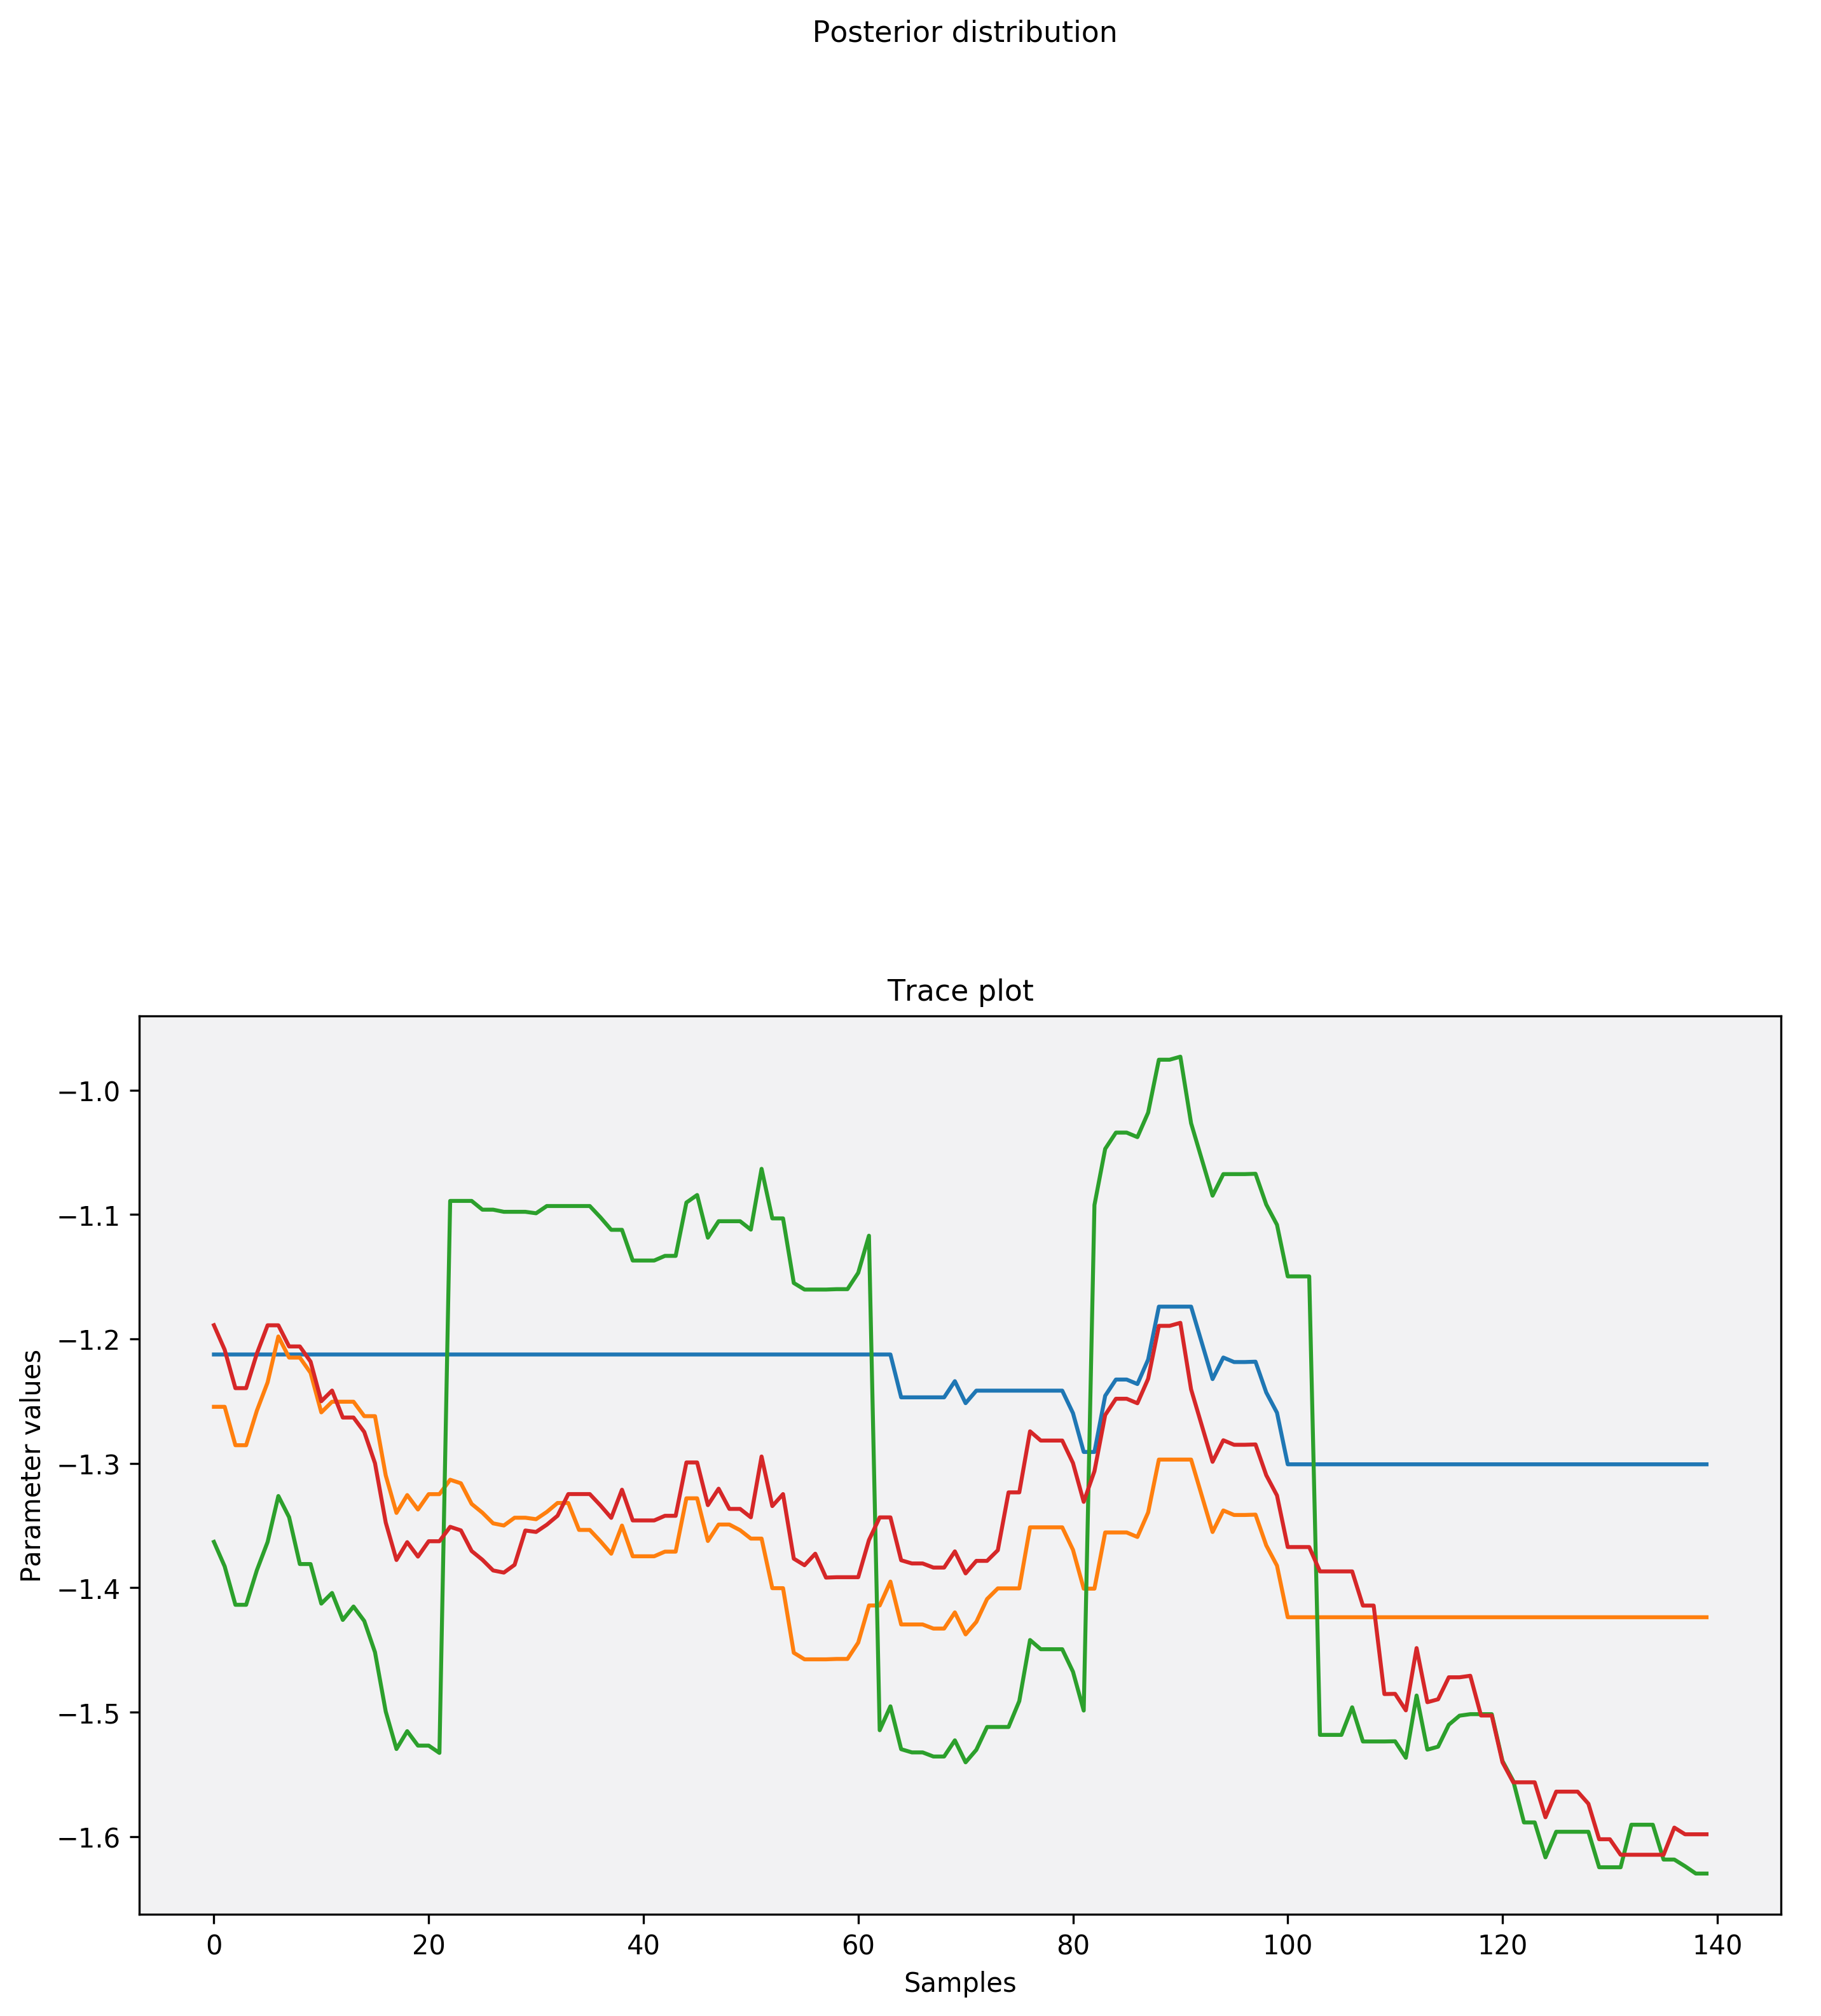 Posterior distribution
Trace plot
−1.0
−1.1
−1.2
−1.3
−1.4
−1.5
−1.6
Parameter values
0 20 40 60 80 100 120 140
Samples